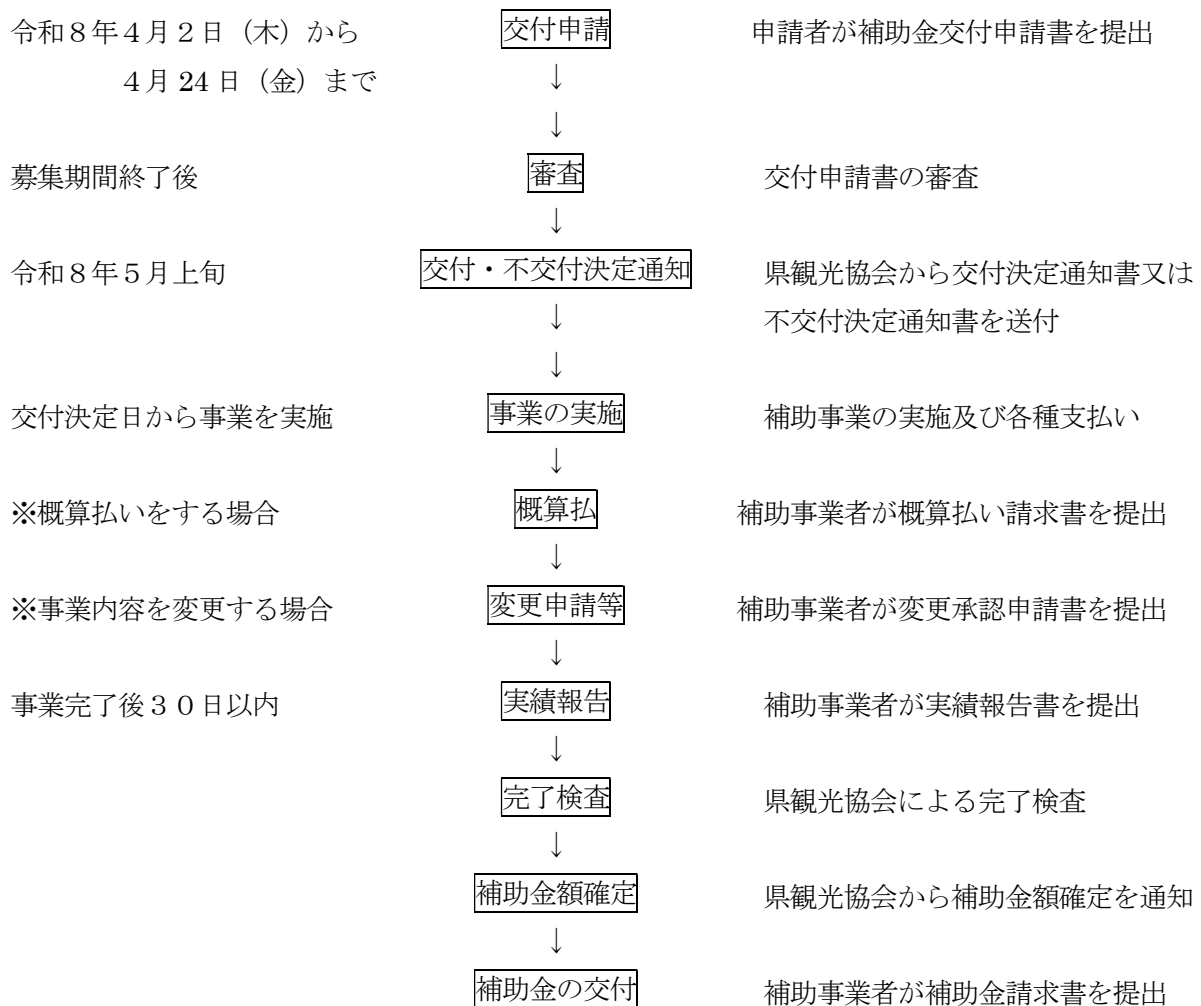 令和８年４月２日（木）から 交付申請 申請者が補助金交付申請書を提出
４月 24 日（金）まで ↓
↓
募集期間終了後 審査 交付申請書の審査
↓
令和８年５月上旬 交付・不交付決定通知 県観光協会から交付決定通知書又は
↓ 不交付決定通知書を送付
↓
交付決定日から事業を実施 事業の実施 補助事業の実施及び各種支払い
↓
※概算払いをする場合 概算払 補助事業者が概算払い請求書を提出
↓
※事業内容を変更する場合 変更申請等 補助事業者が変更承認申請書を提出
↓
事業完了後３０日以内 実績報告 補助事業者が実績報告書を提出
↓
完了検査 県観光協会による完了検査
↓
補助金額確定 県観光協会から補助金額確定を通知
↓
補助金の交付 補助事業者が補助金請求書を提出